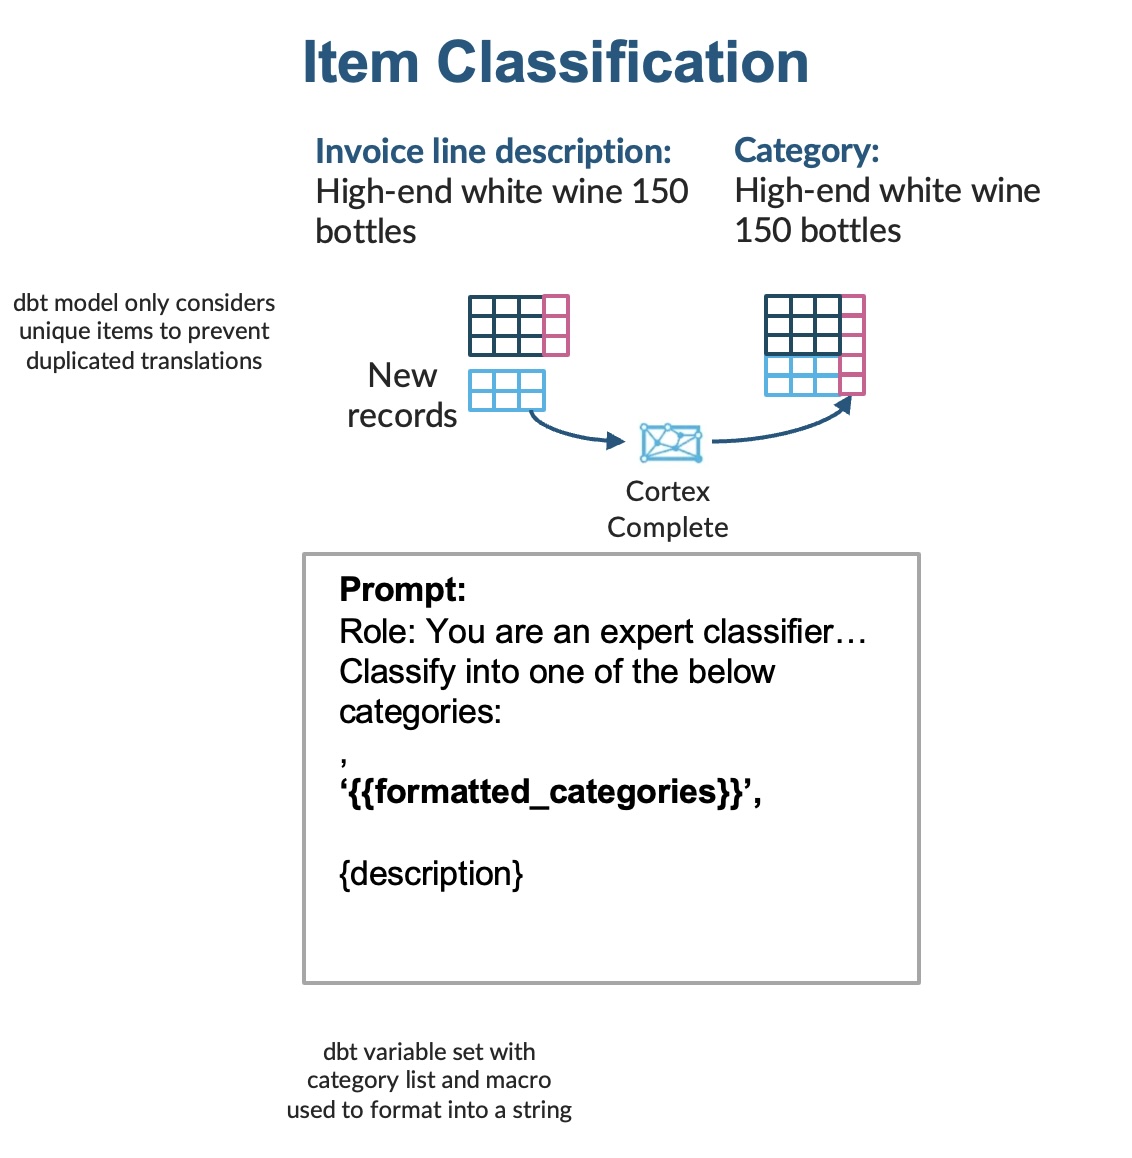 Item Classification
Invoice line description:
High-end white wine 150
bottles
Category:
High-end white wine
150 bottles
dbt model only considers
unique items to prevent
duplicated translations
New
records
Cortex
Complete
Prompt:
Role: You are an expert classifier…
Classify into one of the below
categories:
,
‘{{formatted_categories}}’,
{description}
dbt variable set with
category list and macro
used to format into a string